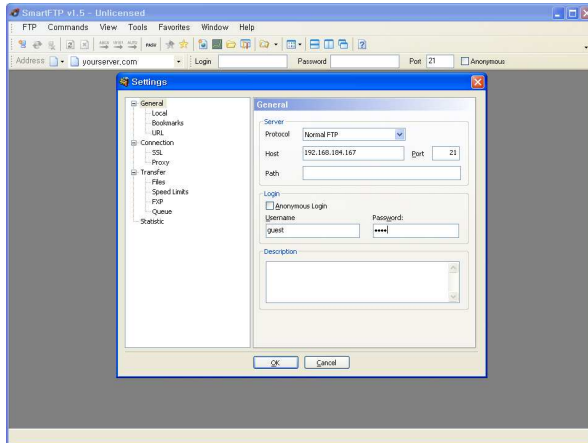 SmartFTP v1.5 - Unlicensed
FTP Commands View Tools Favorites Window Help
Address yourserver.com Login Password Port 21 Anonymous
Settings
General
Local
Bookmarks
URL
Connection
SSL
Proxy
Transfer
Files
Speed Limits
FXP
Queue
Statistic
General
Server
Protocol Normal FTP
Host 192.168.184.167 Port 21
Path
Login
Anonymous Login
Username Password:
guest ••••
Description
OK Cancel